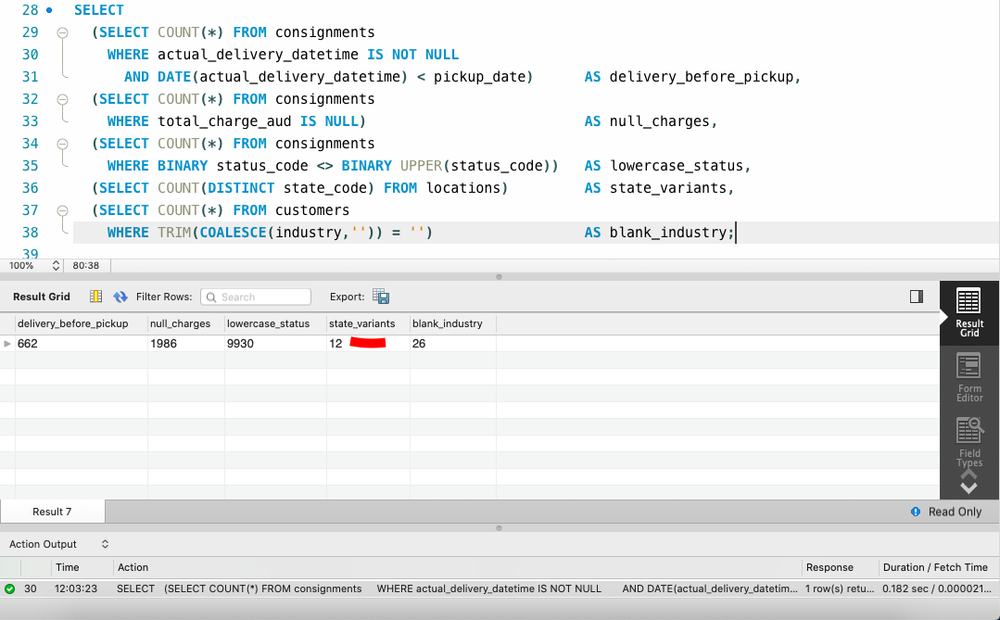 28 SELECT
29 (SELECT COUNT(*) FROM consignments
30 WHERE actual_delivery_datetime IS NOT NULL
31 AND DATE(actual_delivery_datetime) < pickup_date) AS delivery_before_pickup,
32 (SELECT COUNT(*) FROM consignments
33 WHERE total_charge_aud IS NULL) AS null_charges,
34 (SELECT COUNT(*) FROM consignments
35 WHERE BINARY status_code <> BINARY UPPER(status_code)) AS lowercase_status,
36 (SELECT COUNT(DISTINCT state_code) FROM locations) AS state_variants,
37 (SELECT COUNT(*) FROM customers
38 WHERE TRIM(COALESCE(industry,'')) = '') AS blank_industry;
39
100% 80:38
Result Grid Filter Rows: Search Export:
delivery_before_pickup null_charges lowercase_status state_variants blank_industry
662 1986 9930 12 26
Result
Grid
Form
Editor
Field
Types
Result 7 Read Only
Action Output
Time Action Response Duration / Fetch Time
30 12:03:23 SELECT (SELECT COUNT(*) FROM consignments WHERE actual_delivery_datetime IS NOT NULL AND DATE(actual_delivery_datetim... 1 row(s) retu... 0.182 sec / 0.000021...